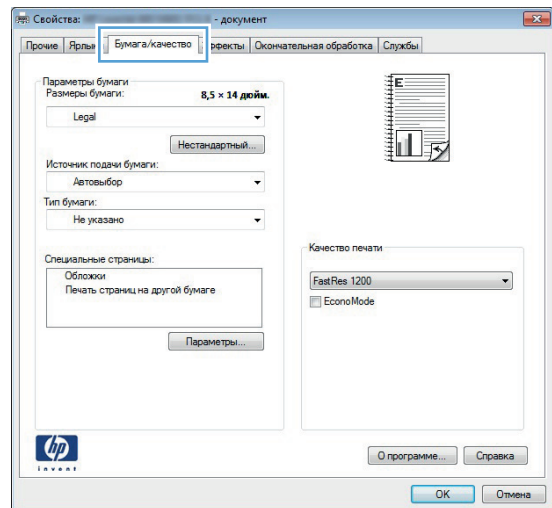 Свойства: - документ
Прочие Ярлык Бумага/качество ффекты Окончательная обработка Службы
Параметры бумаги
Размеры бумаги: 8,5 × 14 дюйм.
Legal
Нестандартный...
Источник подачи бумаги:
Автовыбор
Тип бумаги:
Не указано
Специальные страницы:
Обложки
Печать страниц на другой бумаге
Параметры...
E
Качество печати
FastRes 1200
EconoMode
hp
invent
О программе... Справка
OK Отмена